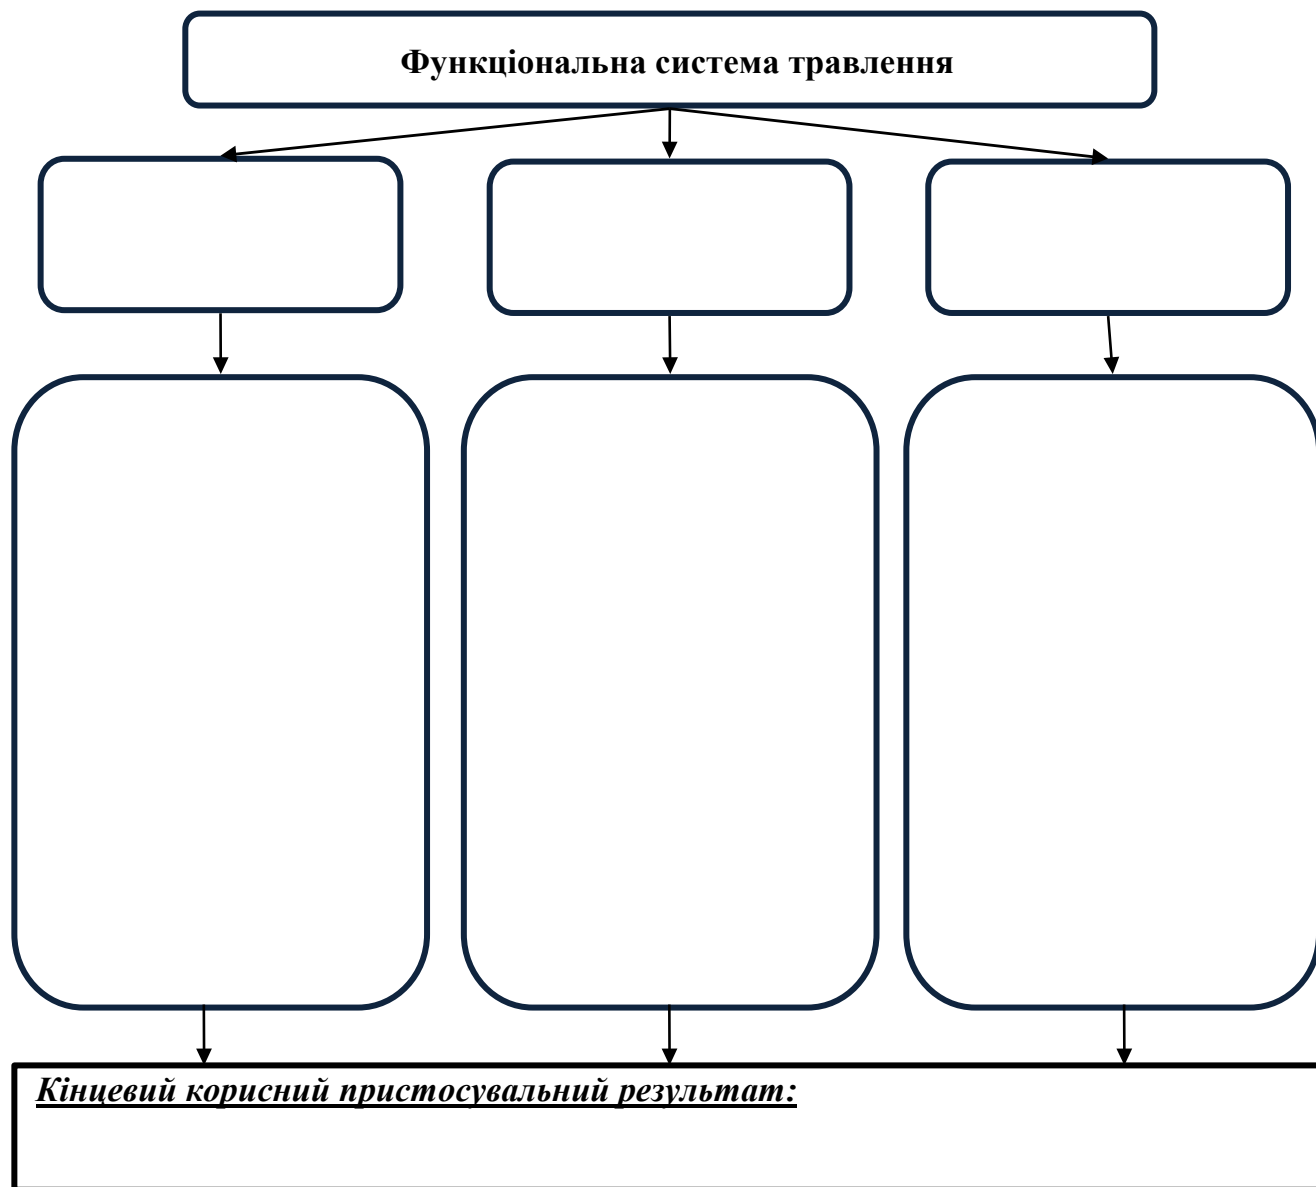 Функціональна система травлення
Кінцевий корисний пристосувальний результат: